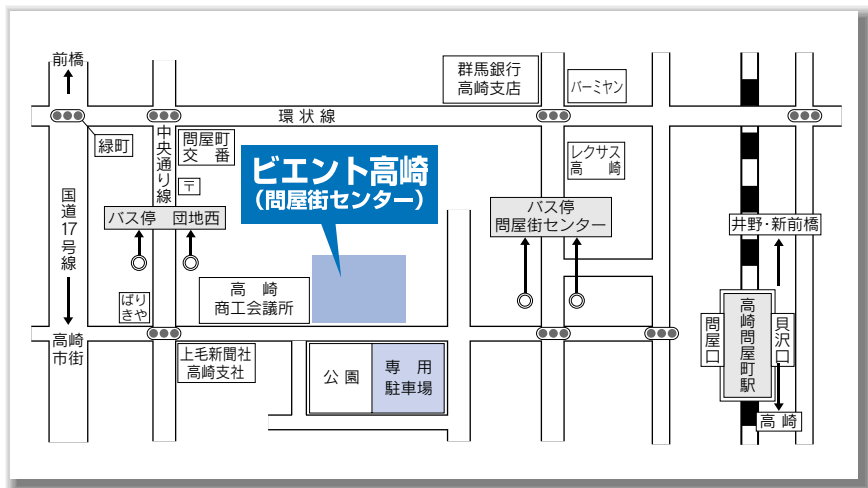 前橋
環状線
緑町
国道17号線
高崎
市街
中央通り線
問屋町
交　番
〒
バス停　団地西
ばり
きや
上毛新聞社
高崎支社
高　崎
商工会議所
ビエント高崎
（問屋街センター）
公園
専　用
駐車場
群馬銀行
高崎支店
バーミヤン
レクサス
高　崎
バス停
問屋街センター
井野・新前橋
問屋口
高崎問屋町駅
貝沢口
高崎